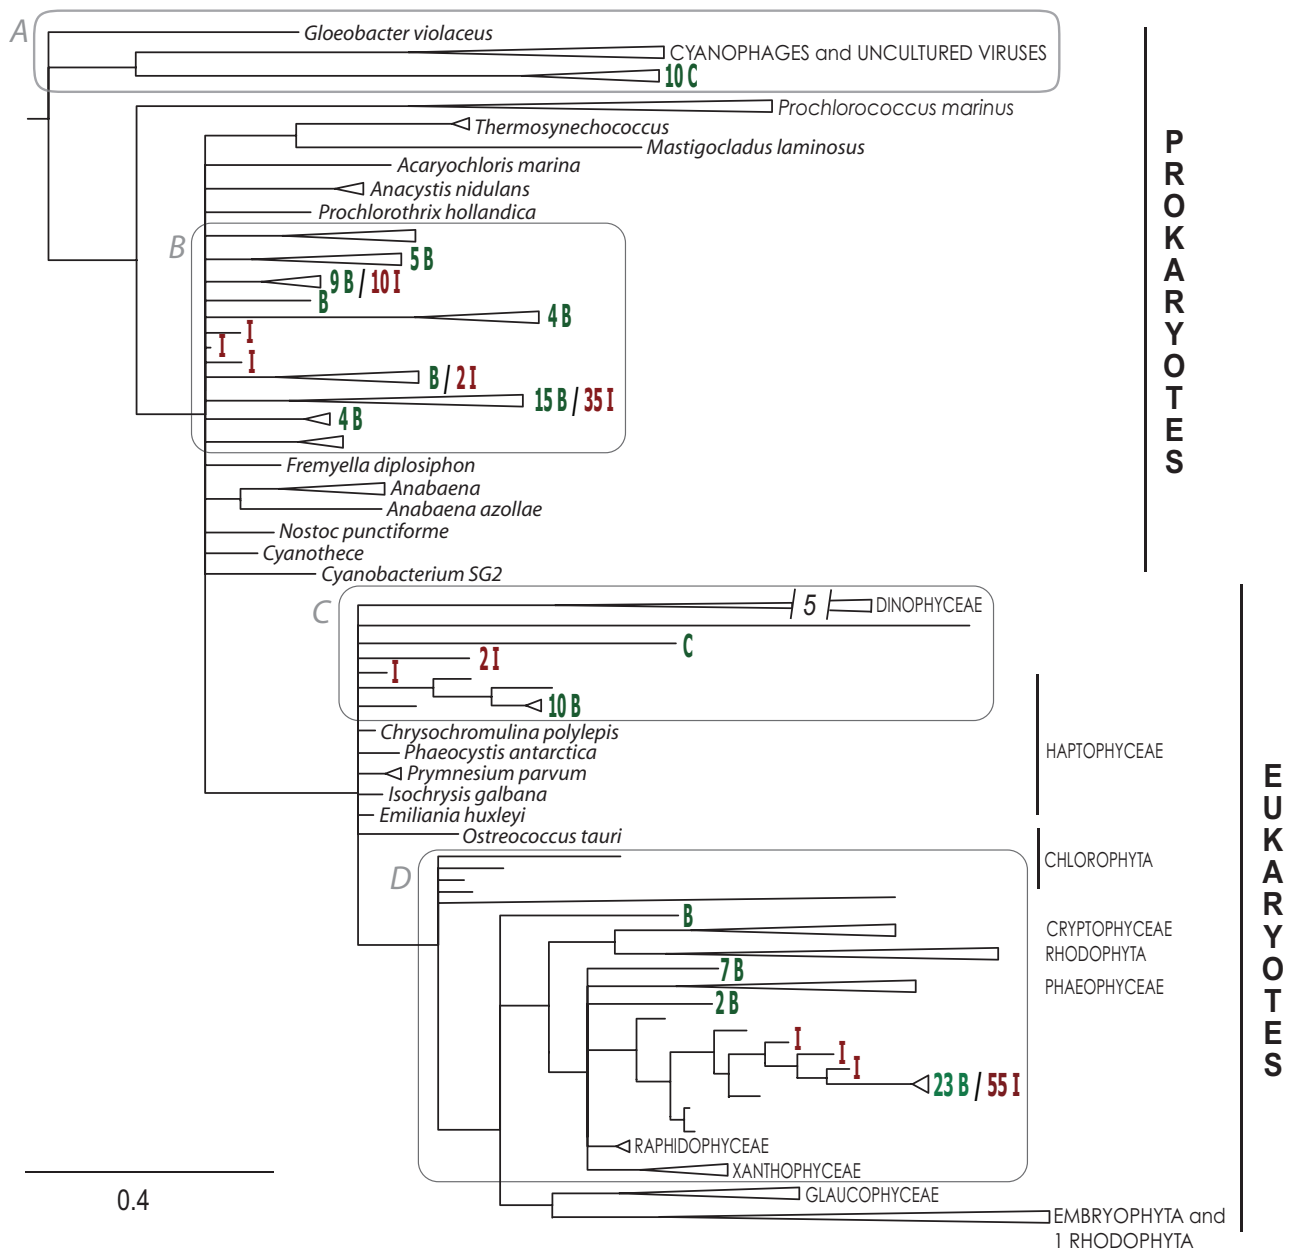 A
Gloeobacter violaceus
CYANOPHAGES and UNCULTURED VIRUSES
10 C
Prochlorococcus marinus
Thermosynechococcus
Mastigocladus laminosus
Acaryochloris marina
Anacystis nidulans
Prochlorothrix hollandica
B
5 B
9 B / 10 I
B
4 B
I
I
I
B / 2 I
15 B / 35 I
4 B
Fremyella diplosiphon
Anabaena
Anabaena azollae
Nostoc punctiforme
Cyanothece
Cyanobacterium SG2
PROKARYOTES
C
5
DINOPHYCEAE
C
2 I
I
10 B
Chrysochromulina polylepis
Phaeocystis antarctica
Prymnesium parvum
Isochrysis galbana
Emiliania huxleyi
HAPTOPHYCEAE
Ostreococcus tauri
CHLOROPHYTA
D
B
CRYPTOPHYCEAE
RHODOPHYTA
7 B
PHAEOPHYCEAE
2 B
I
I
I
23 B / 55 I
RAPHIDOPHYCEAE
XANTHOPHYCEAE
GLAUCOPHYCEAE
EMBRYOPHYTA and
1 RHODOPHYTA
EUKARYOTES
0.4